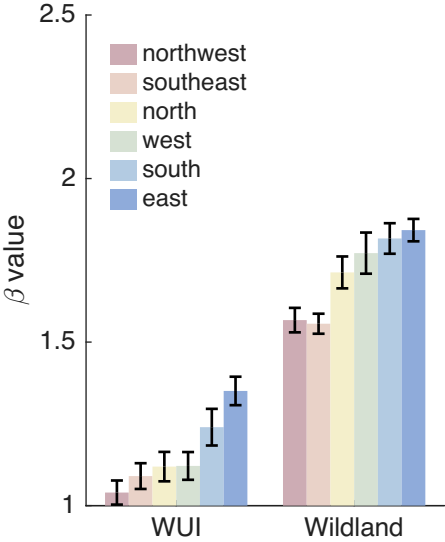 2.5
northwest
southeast
north
west
south
east
2
β value
1.5
1
WUI Wildland